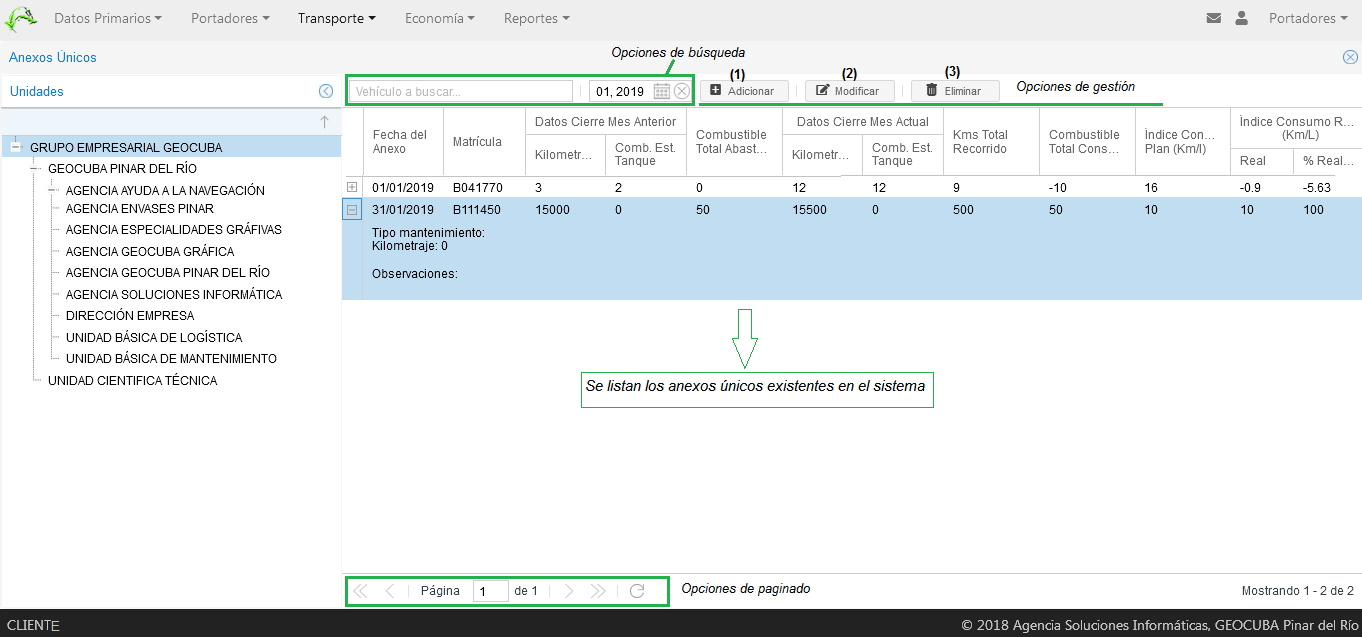 Datos Primarios Portadores Transporte Economía Reportes Portadores
Anexos Únicos
Opciones de búsqueda
Unidades
Vehículo a buscar...
01, 2019
(1)
Adicionar
(2)
Modificar
(3)
Eliminar
Opciones de gestión
GRUPO EMPRESARIAL GEOCUBA
GEOCUBA PINAR DEL RÍO
AGENCIA AYUDA A LA NAVEGACIÓN
AGENCIA ENVASES PINAR
AGENCIA ESPECIALIDADES GRÁFIVAS
AGENCIA GEOCUBA GRÁFICA
AGENCIA GEOCUBA PINAR DEL RÍO
AGENCIA SOLUCIONES INFORMÁTICA
DIRECCIÓN EMPRESA
UNIDAD BÁSICA DE LOGÍSTICA
UNIDAD BÁSICA DE MANTENIMIENTO
UNIDAD CIENTIFICA TÉCNICA
Fecha del
Anexo
Matrícula
Datos Cierre Mes Anterior
Kilometr...
Comb. Est.
Tanque
Combustible
Total Abast...
Datos Cierre Mes Actual
Kilometr...
Comb. Est.
Tanque
Kms Total
Recorrido
Combustible
Total Cons...
Índice Con...
Plan (Km/l)
Índice Consumo R...
(Km/L)
Real
% Real...
01/01/2019 B041770 3 2 0 12 12 9 -10 16 -0.9 -5.63
31/01/2019 B111450 15000 0 50 15500 0 500 50 10 10 100
Tipo mantenimiento:
Kilometraje: 0
Observaciones:
Se listan los anexos únicos existentes en el sistema
Página 1 de 1
Opciones de paginado
Mostrando 1 - 2 de 2
CLIENTE
© 2018 Agencia Soluciones Informáticas, GEOCUBA Pinar del Río